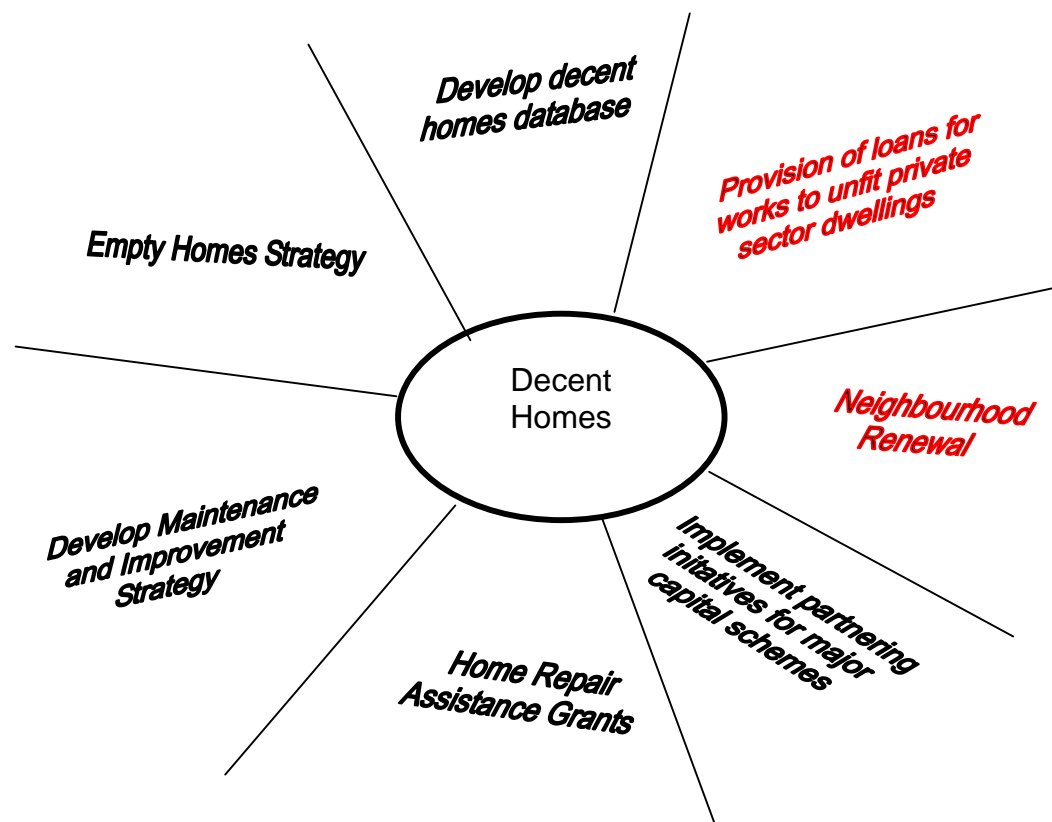 Develop decent
homes database
Provision of loans for
works to unfit private
sector dwellings
Empty Homes Strategy
Decent
Homes
Neighbourhood
Renewal
Develop Maintenance
and Improvement
Strategy
Implement partnering
initatives for major
capital schemes
Home Repair
Assistance Grants